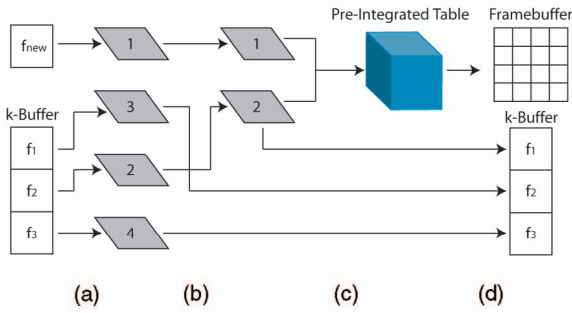 Pre-Integrated Table
Framebuffer
fnew
1
1
k-Buffer
3
2
k-Buffer
f1
f1
2
f2
f2
f3
4
f3
(a)
(b)
(c)
(d)